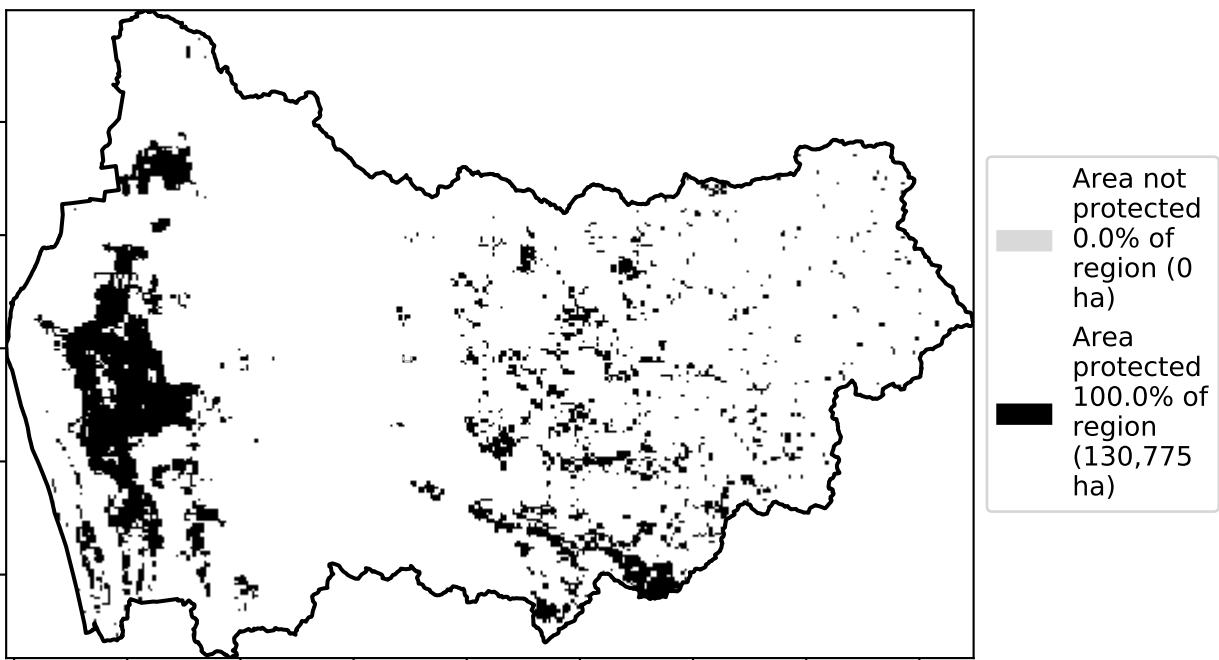 Area not
protected
0.0% of
region (0
ha)
Area
protected
100.0% of
region
(130,775
ha)